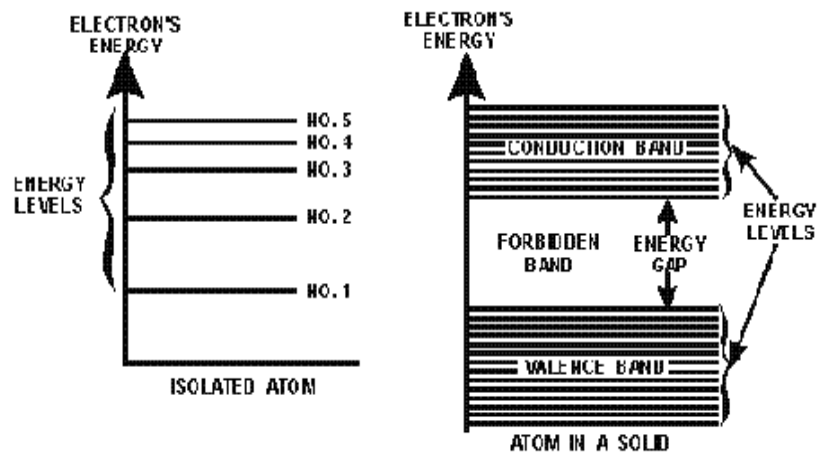 ELECTRON'S
ENERGY
NO.5
NO.4
NO.3
NO.2
NO.1
ENERGY
LEVELS
ISOLATED ATOM
ELECTRON'S
ENERGY
CONDUCTION BAND
FORBIDDEN
BAND
ENERGY
GAP
ENERGY
LEVELS
VALENCE BAND
ATOM IN A SOLID